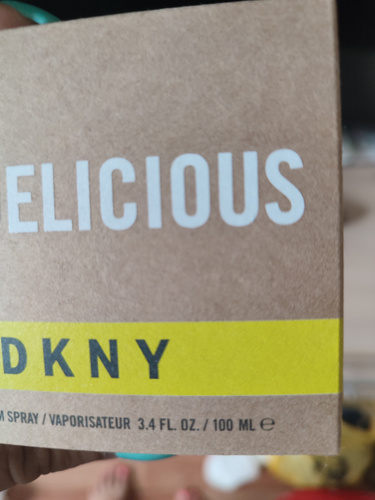 ELICIOUS
DKNY
M SPRAY / VAPORISATEUR 3.4 FL. OZ. / 100 ML ℮